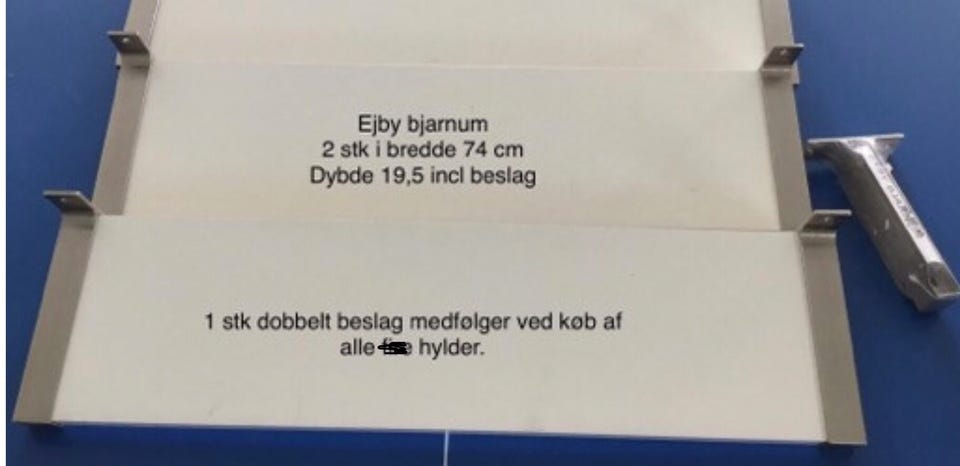 Ejby bjarnum
2 stk i bredde 74 cm
Dybde 19,5 incl beslag
1 stk dobbelt beslag medfølger ved køb af
alle hylder.